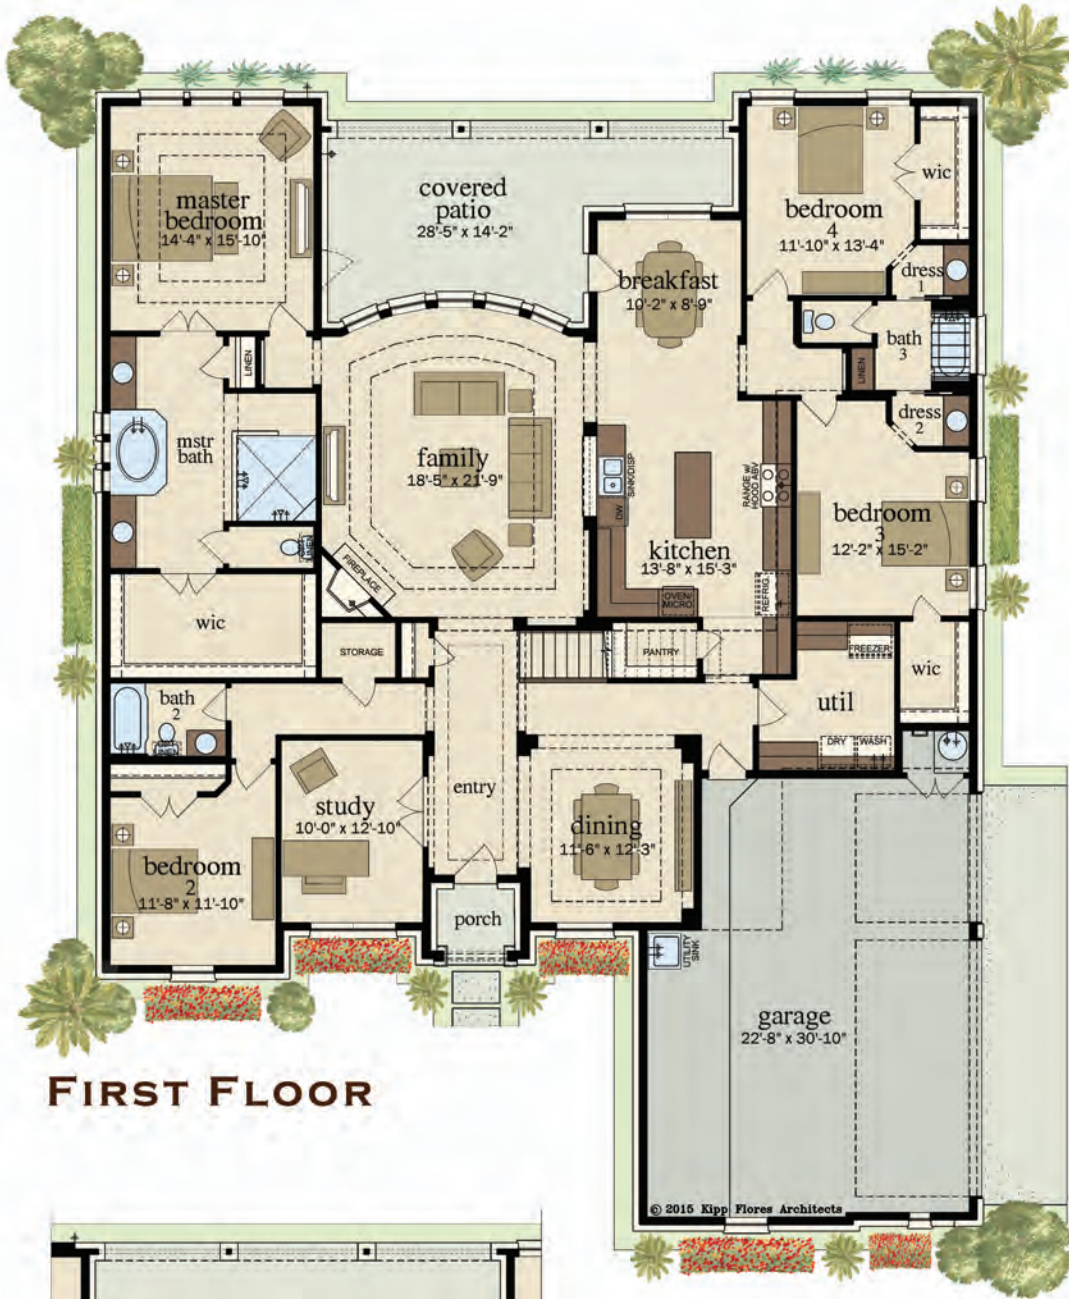 master
bedroom
14'-4" x 15'-10"
covered
patio
28'-5" x 14'-2"
bedroom
4
11'-10" x 13'-4"
wic
breakfast
10'-2" x 8'-9"
dress
1
bath
3
LINEN
LINEN
dress
2
mstr
bath
family
18'-5" x 21'-9"
SINK/DISP
DW
RANGE w/
HOOD ABV
bedroom
3
12'-2" x 15'-2"
kitchen
13'-8" x 15'-3"
OVEN/
MICRO
REFRIG.
FIREPLACE
wic
STORAGE
PANTRY
FREEZER
wic
util
DRY
WASH
bath
2
LINEN
entry
study
10'-0" x 12'-10"
dining
11'-6" x 12'-3"
bedroom
2
11'-8" x 11'-10"
porch
UTILITY
SINK
garage
22'-8" x 30'-10"
FIRST FLOOR
© 2015 Kipp Flores Architects